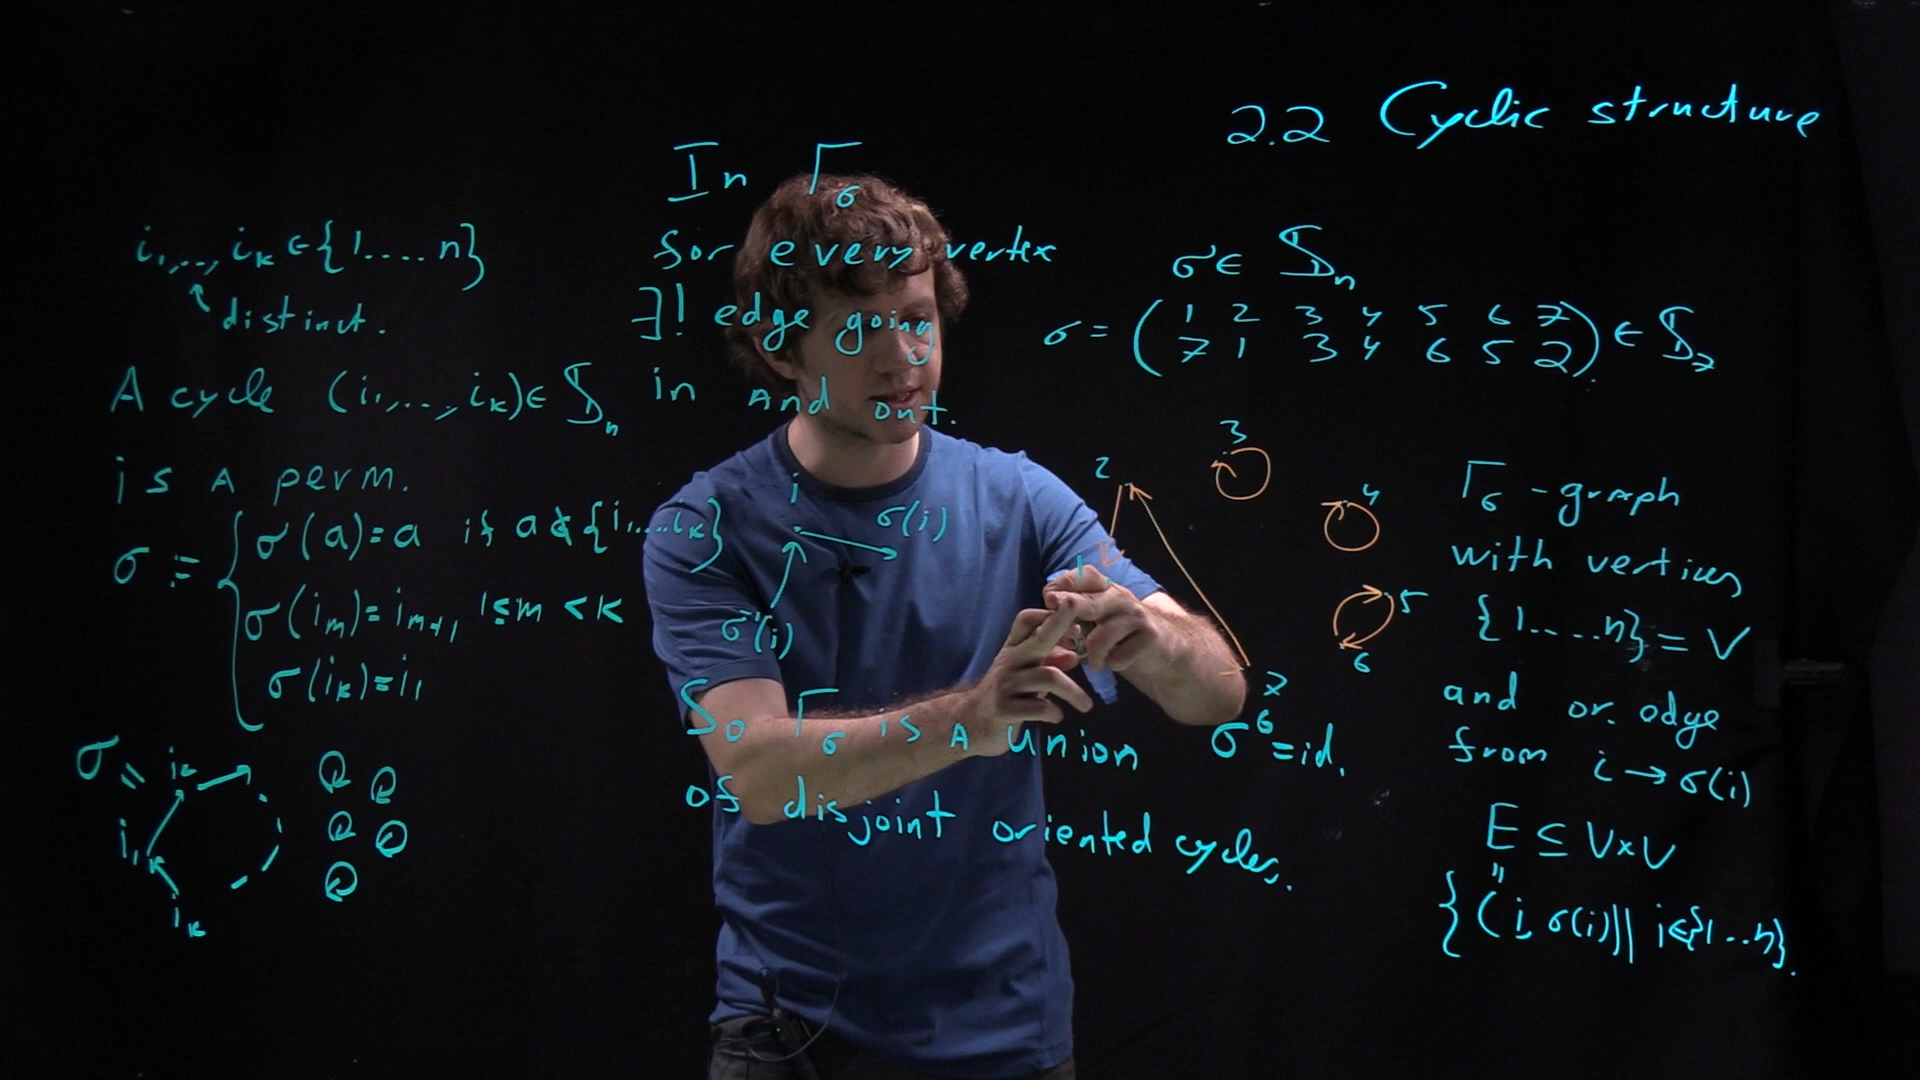 2.2 Cyclic structure
i₁,..., iₖ ∈ {1....n}
distinct.
A cycle (i₁,..., iₖ) ∈ 𝕊ₙ
is a perm.
σ := { σ(a)=a if a ∉ {i₁....iₖ}
σ(iₘ)=iₘ₊₁, 1≤m<k
σ(iₖ)=i₁
σ =
iₖ
i₁
iₖ
In Γσ
for every vertex
∃! edge going
in and out.
i
σ(i)
σ⁻¹(i)
So Γσ is a union
of disjoint oriented cycles.
σ ∈ 𝕊ₙ
σ = ( 1 2 3 4 5 6 7
7 1 3 4 6 5 2 ) ∈ 𝕊₇
3
2
4
1
5
6
7
σ⁶ = id.
Γσ - graph
with vertices
{1.....n} = V
and or. edge
from i → σ(i)
E ⊆ V×V
"
{(i, σ(i)) || i∈{1..n}.